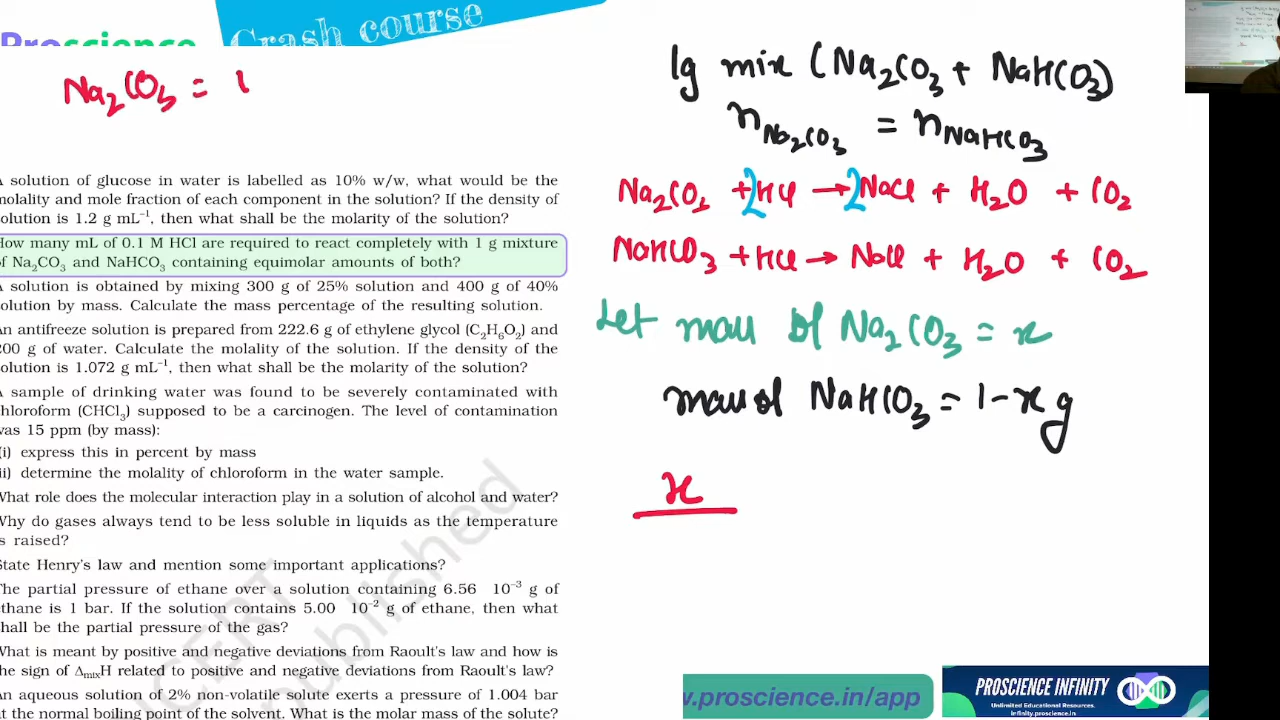 Proscience
Crash course
Na₂CO₃ = 1
A solution of glucose in water is labelled as 10% w/w, what would be the
molality and mole fraction of each component in the solution? If the density of
solution is 1.2 g mL⁻¹, then what shall be the molarity of the solution?
How many mL of 0.1 M HCl are required to react completely with 1 g mixture
of Na₂CO₃ and NaHCO₃ containing equimolar amounts of both?
A solution is obtained by mixing 300 g of 25% solution and 400 g of 40%
solution by mass. Calculate the mass percentage of the resulting solution.
An antifreeze solution is prepared from 222.6 g of ethylene glycol (C₂H₆O₂) and
200 g of water. Calculate the molality of the solution. If the density of the
solution is 1.072 g mL⁻¹, then what shall be the molarity of the solution?
A sample of drinking water was found to be severely contaminated with
chloroform (CHCl₃) supposed to be a carcinogen. The level of contamination
was 15 ppm (by mass):
(i) express this in percent by mass
(ii) determine the molality of chloroform in the water sample.
What role does the molecular interaction play in a solution of alcohol and water?
Why do gases always tend to be less soluble in liquids as the temperature
is raised?
State Henry's law and mention some important applications?
The partial pressure of ethane over a solution containing 6.56 10⁻³ g of
ethane is 1 bar. If the solution contains 5.00 10⁻² g of ethane, then what
shall be the partial pressure of the gas?
What is meant by positive and negative deviations from Raoult's law and how is
the sign of ΔmixH related to positive and negative deviations from Raoult's law?
An aqueous solution of 2% non-volatile solute exerts a pressure of 1.004 bar
at the normal boiling point of the solvent. What is the molar mass of the solute?
1g mix (Na₂CO₃ + NaHCO₃)
nNa₂CO₃ = nNaHCO₃
Na₂CO₂ + 2HCl → 2NaCl + H₂O + CO₂
NaHCO₃ + HCl → NaCl + H₂O + CO₂
Let mass of Na₂CO₃ = x
mass of NaHCO₃ = 1 - x g
x
www.proscience.in/app
PROSCIENCE INFINITY
Unlimited Educational Resources.
infinity.proscience.in